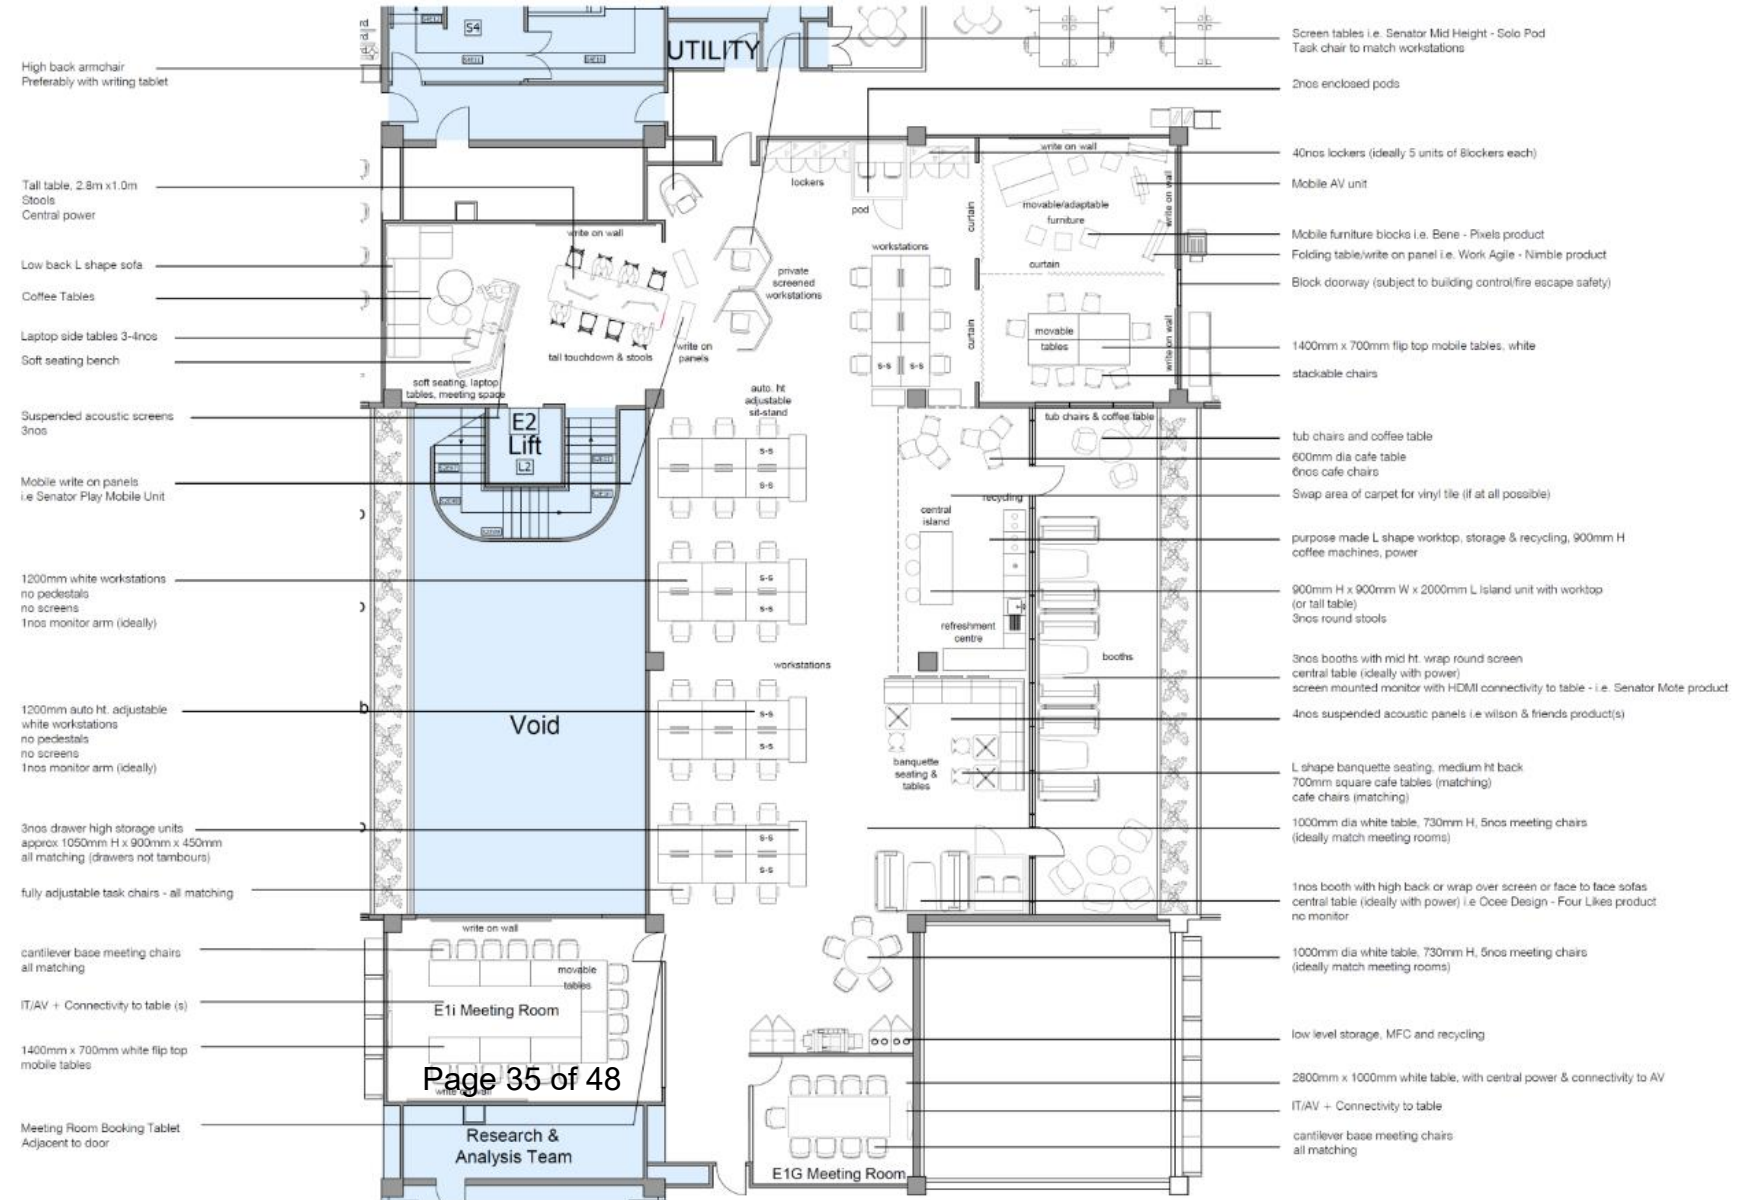 High back armchair
Preferably with writing tablet
Tall table, 2.8m x1.0m
Stools
Central power
Low back L shape sofa
Coffee Tables
Laptop side tables 3-4nos
Soft seating bench
Suspended acoustic screens
3nos
Mobile write on panels
i.e Senator Play Mobile Unit
1200mm white workstations
no pedestals
no screens
1nos monitor arm (ideally)
1200mm auto ht. adjustable
white workstations
no pedestals
no screens
1nos monitor arm (ideally)
3nos drawer high storage units
approx 1050mm H x 900mm x 450mm
all matching (drawers not tambours)
fully adjustable task chairs - all matching
cantilever base meeting chairs
all matching
IT/AV + Connectivity to table (s)
1400mm x 700mm white flip top
mobile tables
Meeting Room Booking Tablet
Adjacent to door
S4
UTILITY
write on wall
lockers
pod
movable/adaptable
furniture
write on wall
curtain
curtain
workstations
private
screened
workstations
write on wall
tall touchdown & stools
write on
panels
soft seating, laptop
tables, meeting space
curtain
movable
tables
write on wall
S-S
S-S
auto. ht
adjustable
sit-stand
E2
Lift
L2
S-S
S-S
tub chairs & coffee table
recycling
central
island
S-S
S-S
refreshment
centre
workstations
booths
Void
S-S
S-S
banquette
seating &
tables
S-S
S-S
write on wall
movable
tables
E1i Meeting Room
Page 35 of 48
write on wall
Research &
Analysis Team
E1G Meeting Room
Screen tables i.e. Senator Mid Height - Solo Pod
Task chair to match workstations
2nos enclosed pods
40nos lockers (ideally 5 units of 8lockers each)
Mobile AV unit
Mobile furniture blocks i.e. Bene - Pixels product
Folding table/write on panel i.e. Work Agile - Nimble product
Block doorway (subject to building control/fire escape safety)
1400mm x 700mm flip top mobile tables, white
stackable chairs
tub chairs and coffee table
600mm dia cafe table
6nos cafe chairs
Swap area of carpet for vinyl tile (if at all possible)
purpose made L shape worktop, storage & recycling, 900mm H
coffee machines, power
900mm H x 900mm W x 2000mm L Island unit with worktop
(or tall table)
3nos round stools
3nos booths with mid ht. wrap round screen
central table (ideally with power)
screen mounted monitor with HDMI connectivity to table - i.e. Senator Mote product
4nos suspended acoustic panels i.e wilson & friends product(s)
L shape banquette seating, medium ht back
700mm square cafe tables (matching)
cafe chairs (matching)
1000mm dia white table, 730mm H, 5nos meeting chairs
(ideally match meeting rooms)
1nos booth with high back or wrap over screen or face to face sofas
central table (ideally with power) i.e Ocee Design - Four Likes product
no monitor
1000mm dia white table, 730mm H, 5nos meeting chairs
(ideally match meeting rooms)
low level storage, MFC and recycling
2800mm x 1000mm white table, with central power & connectivity to AV
IT/AV + Connectivity to table
cantilever base meeting chairs
all matching